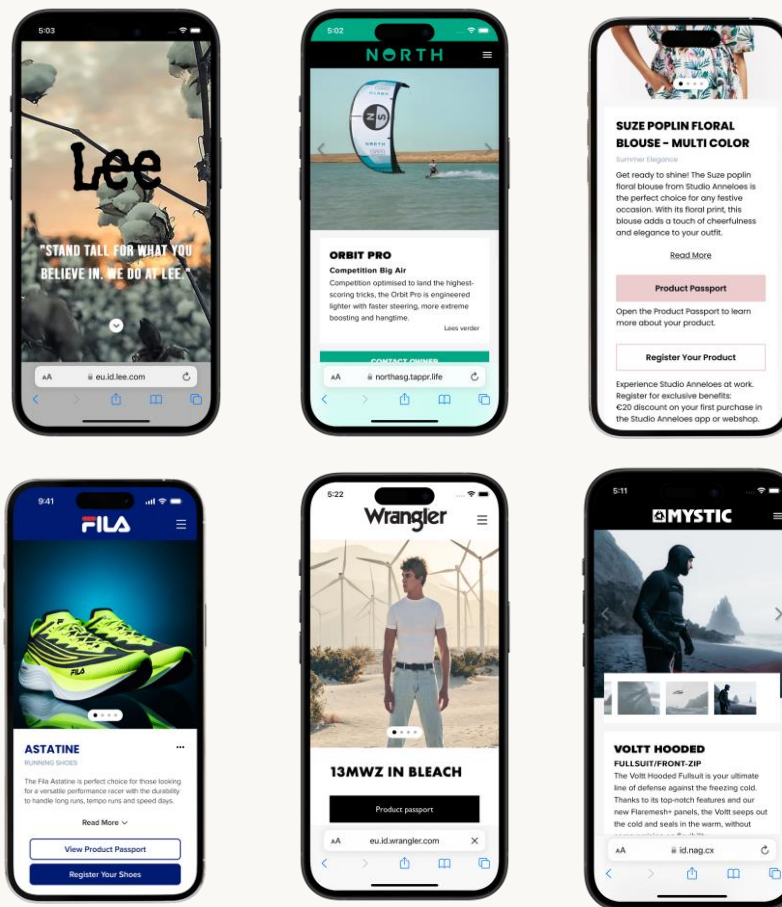 5:03
Lee
"STAND TALL FOR WHAT YOU
BELIEVE IN. WE DO AT LEE."
AA eu.id.lee.com
5:02
NORTH
NORTH
ORBIT PRO
Competition Big Air
Competition optimised to land the highest-
scoring tricks, the Orbit Pro is engineered
lighter with faster steering, more extreme
boosting and hangtime.
Lees verder
CONTACT OWNER
AA northasg.tappr.life
SUZE POPLIN FLORAL
BLOUSE - MULTI COLOR
Summer Elegance
Get ready to shine! The Suze poplin
floral blouse from Studio Anneloes is
the perfect choice for any festive
occasion. With its floral print, this
blouse adds a touch of cheerfulness
and elegance to your outfit.
Read More
Product Passport
Open the Product Passport to learn
more about your product.
Register Your Product
Experience Studio Anneloes at work.
Register for exclusive benefits:
€20 discount on your first purchase in
the Studio Anneloes app or webshop.
9:41
FILA
FILA
ASTATINE
RUNNING SHOES
The Fila Astatine is perfect choice for those looking
for a versatile performance racer with the durability
to handle long runs, tempo runs and speed days.
Read More
View Product Passport
Register Your Shoes
5:22
Wrangler
13MWZ IN BLEACH
Product passport
AA eu.id.wrangler.com
5:11
MYSTIC
VOLTT HOODED
FULLSUIT/FRONT-ZIP
The Voltt Hooded Fullsuit is your ultimate
line of defense against the freezing cold.
Thanks to its top-notch features and our
new Flaremesh+ panels, the Voltt seeps out
the cold and seals in the warm, without
AA id.nag.cx